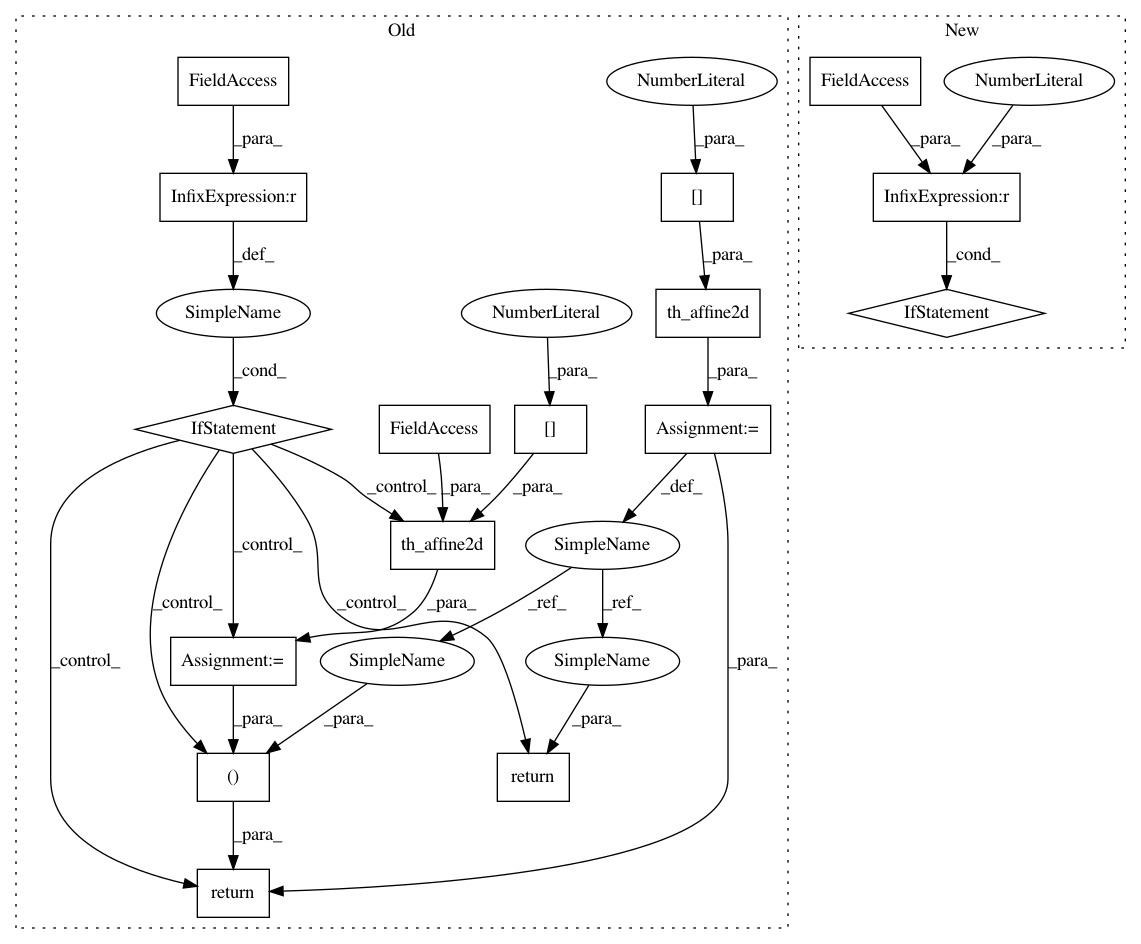 Old
New
FieldAccess
NumberLiteral
FieldAccess
NumberLiteral
_para_
_para_
_para_
_para_
InfixExpression:r
[]
InfixExpression:r
_def_
_para_
_cond_
SimpleName
NumberLiteral
th_affine2d
IfStatement
_cond_
_para_
_para_
IfStatement
FieldAccess
[]
Assignment:=
_control_
_para_
_para_
_def_
th_affine2d
SimpleName
_control_
_control_
_control_
_para_
_ref_
_ref_
_control_
Assignment:=
SimpleName
SimpleName
_para_
_para_
_para_
_para_
()
return
_para_
return